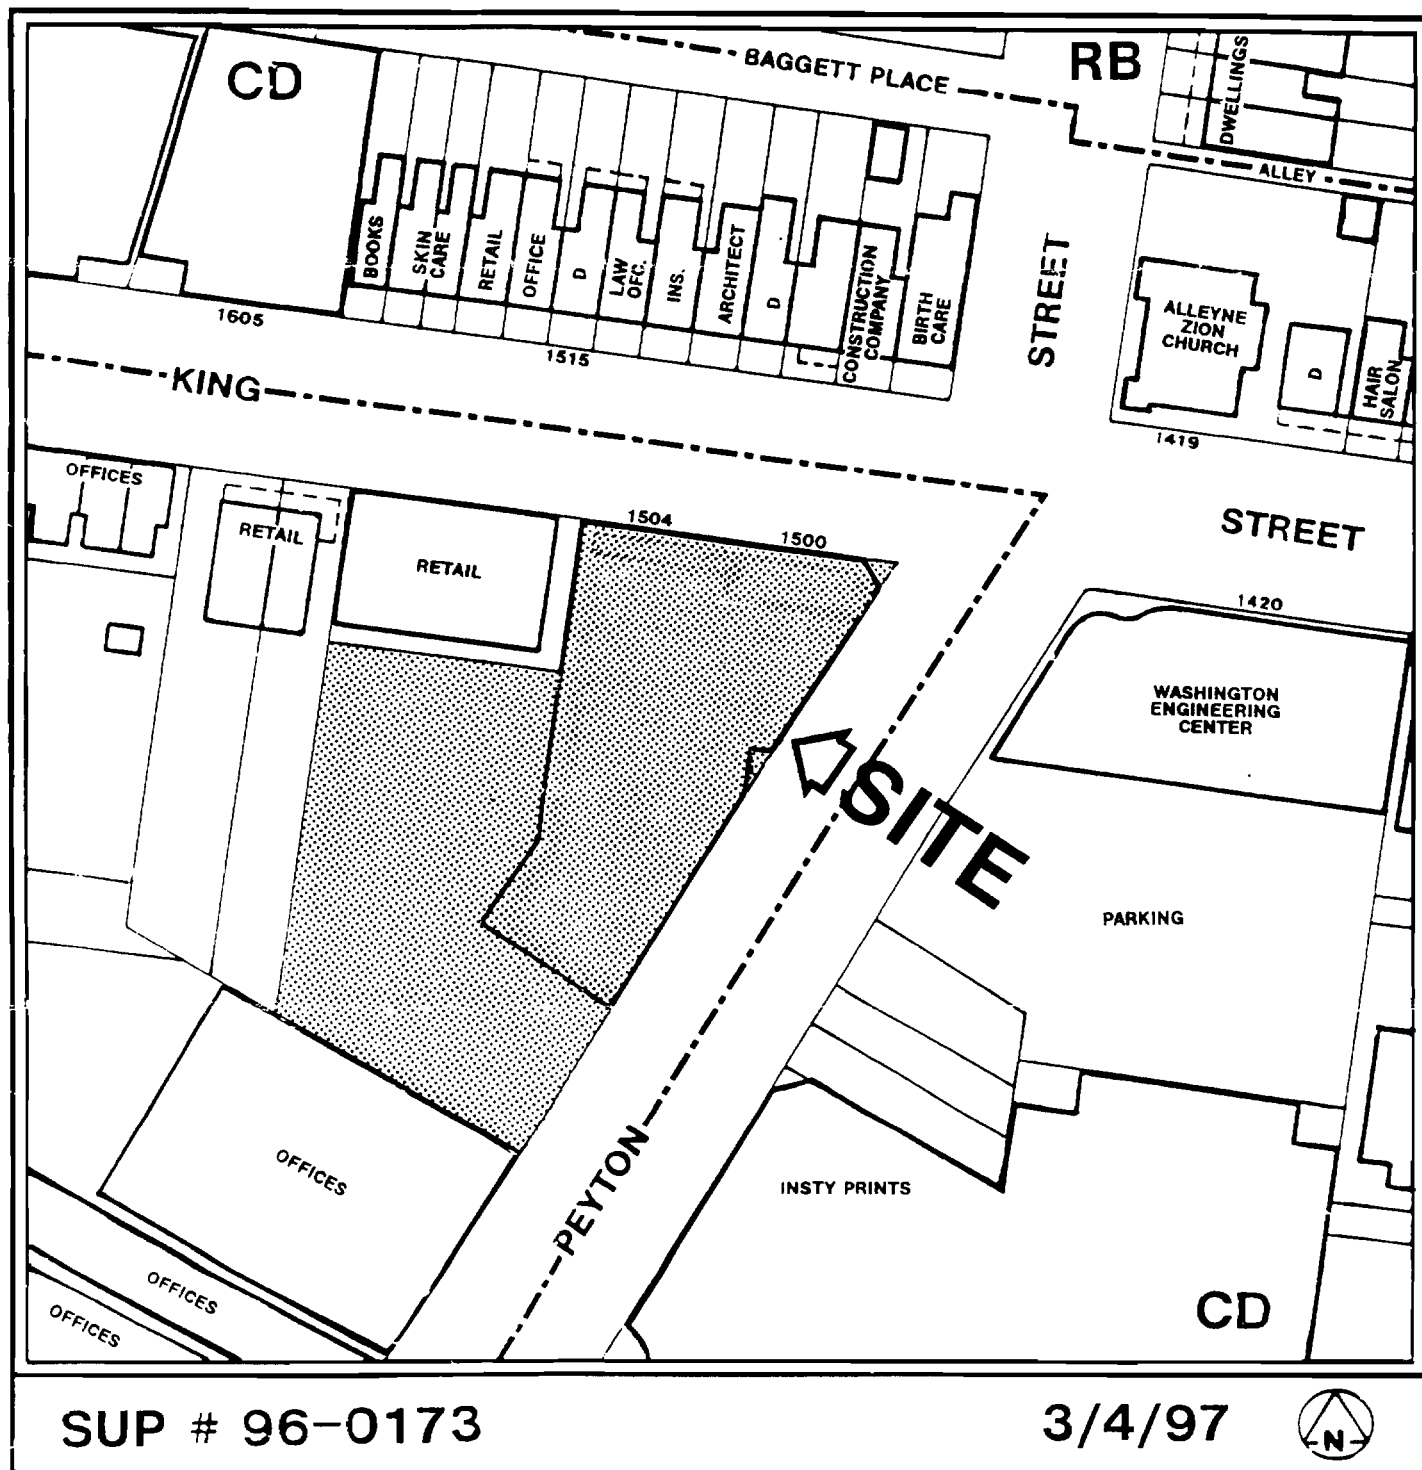 BAGGETT PLACE
RB
CD
DWELLINGS
ALLEY
BOOKS
SKIN
CARE
RETAIL
OFFICE
D
LAW
OFC.
INS.
ARCHITECT
D
CONSTRUCTION
COMPANY
BIRTH
CARE
STREET
ALLEYNE
ZION
CHURCH
D
HAIR
SALON
1605
1515
1419
KING
STREET
OFFICES
RETAIL
RETAIL
1504
1500
1420
WASHINGTON
ENGINEERING
CENTER
SITE
PARKING
PEYTON
OFFICES
INSTY PRINTS
OFFICES
OFFICES
CD
SUP # 96-0173
3/4/97
N